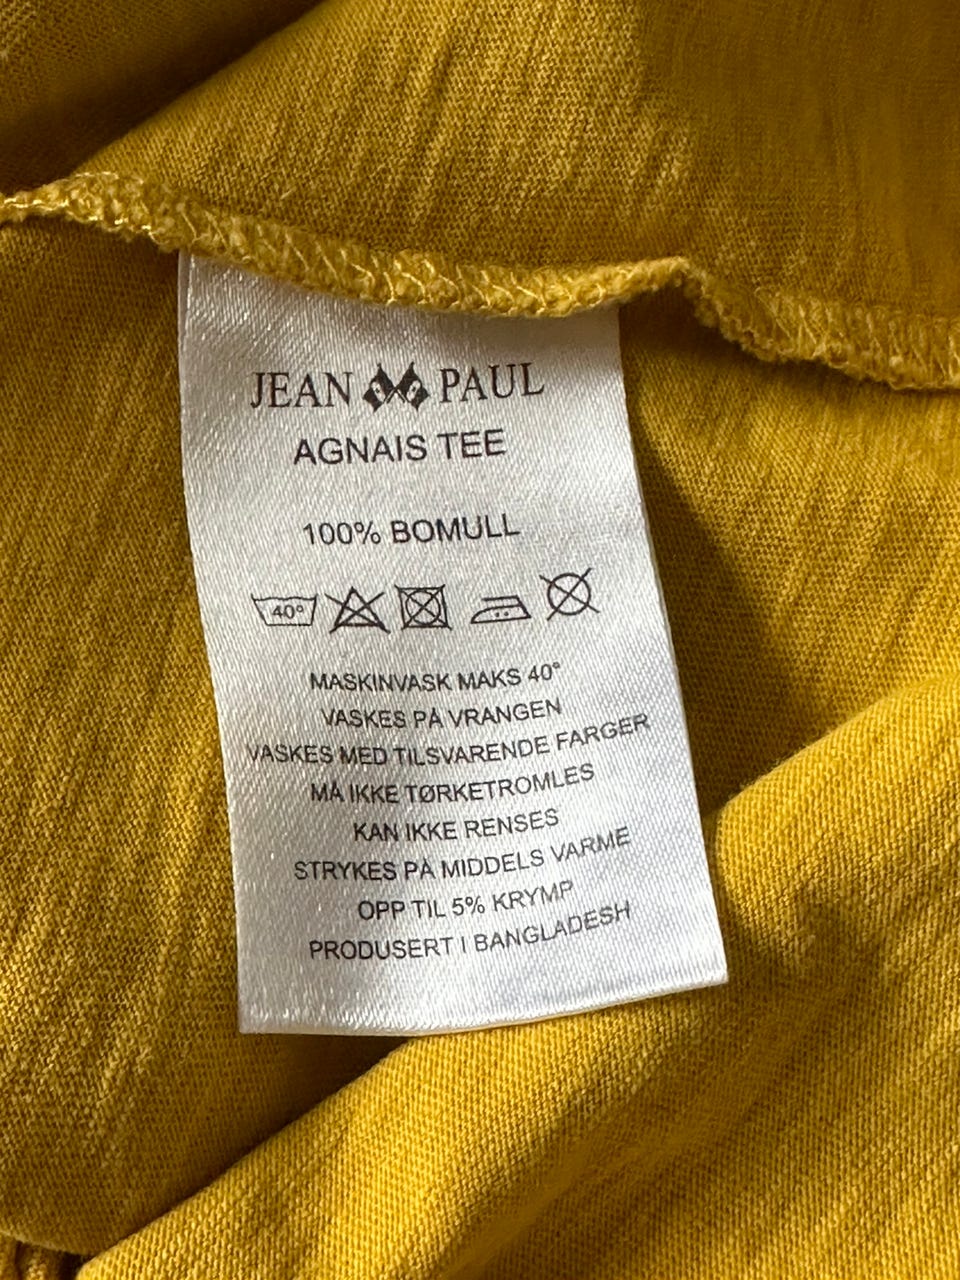 JEAN PAUL
AGNAIS TEE
100% BOMULL
40°
MASKINVASK MAKS 40°
VASKES PÅ VRANGEN
VASKES MED TILSVARENDE FARGER
MÅ IKKE TØRKETROMLES
KAN IKKE RENSES
STRYKES PÅ MIDDELS VARME
OPP TIL 5% KRYMP
PRODUSERT I BANGLADESH